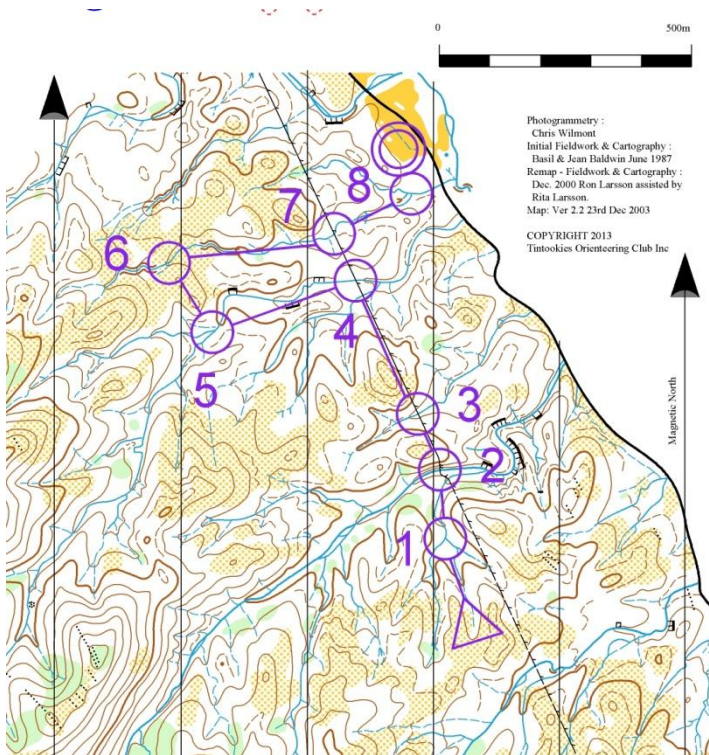 0
500m
Photogrammetry :
Chris Wilmont
Initial Fieldwork & Cartography :
Basil & Jean Baldwin June 1987
Remap - Fieldwork & Cartography :
Dec. 2000 Ron Larsson assisted by
Rita Larsson.
Map: Ver 2.2 23rd Dec 2003
COPYRIGHT 2013
Tintookies Orienteering Club Inc
8
7
6
4
5
3
2
1
Magnetic North